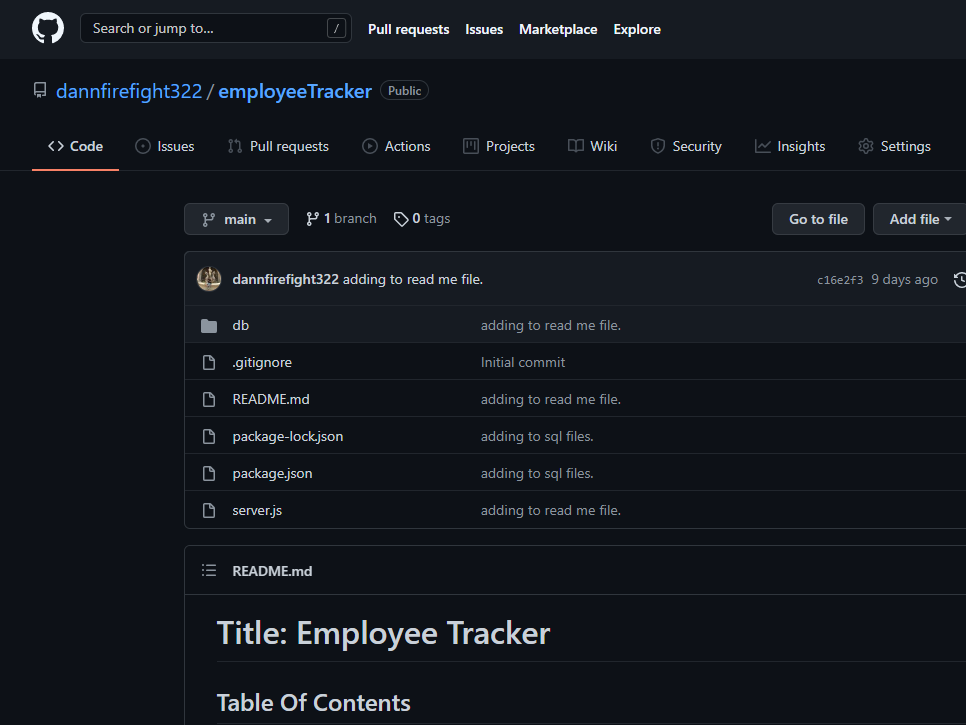 Search or jump to... /
Pull requests Issues Marketplace Explore
dannfirefight322 / employeeTracker Public
Code Issues Pull requests Actions Projects Wiki Security Insights Settings
main 1 branch 0 tags Go to file Add file
dannfirefight322 adding to read me file. c16e2f3 9 days ago
db adding to read me file.
.gitignore Initial commit
README.md adding to read me file.
package-lock.json adding to sql files.
package.json adding to sql files.
server.js adding to read me file.
README.md
Title: Employee Tracker
Table Of Contents